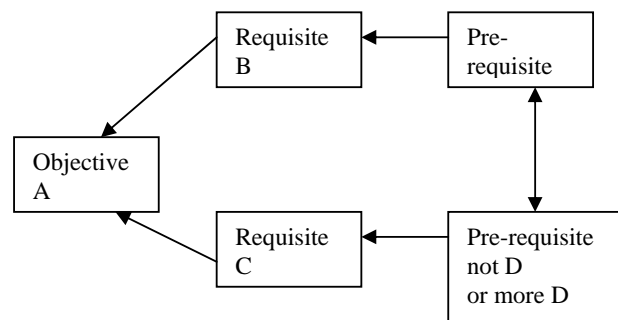 Requisite
B
Pre-
requisite
Objective
A
Requisite
C
Pre-requisite
not D
or more D